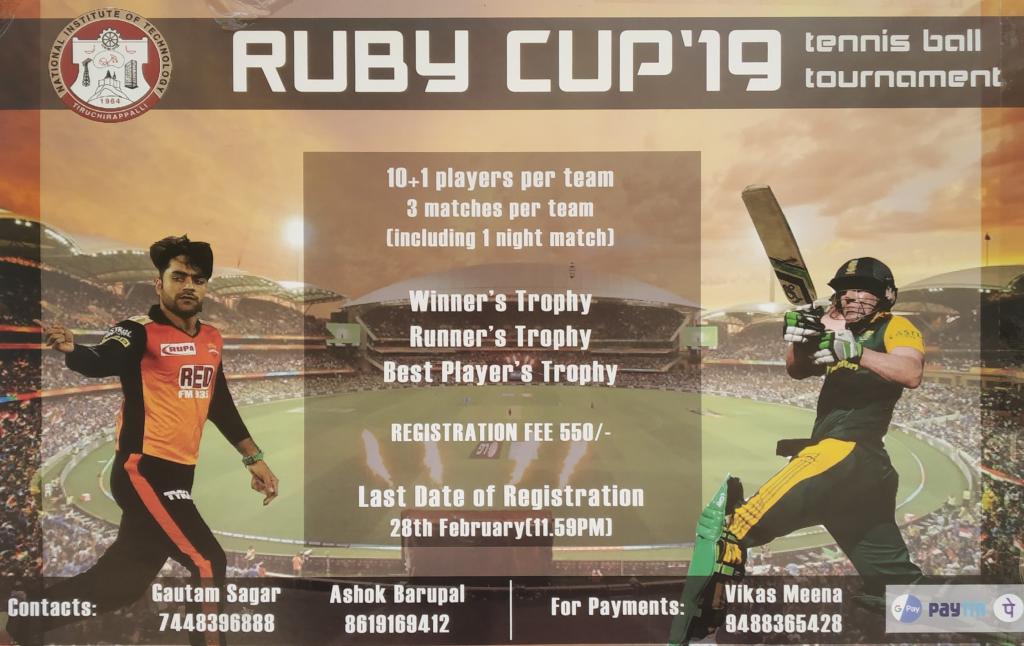 NATIONAL INSTITUTE OF TECHNOLOGY
1964
TIRUCHIRAPPALLI
RUBY CUP'19
tennis ball
tournament
10+1 players per team
3 matches per team
(including 1 night match)
Winner's Trophy
Runner's Trophy
Best Player's Trophy
REGISTRATION FEE 550/-
Last Date of Registration
28th February(11.59PM)
RUPA
RED
FM 93.5
TYKA
Contacts:
Gautam Sagar
7448396888
Ashok Barupal
8619169412
For Payments:
Vikas Meena
9488365428
G Pay
paytm
पे